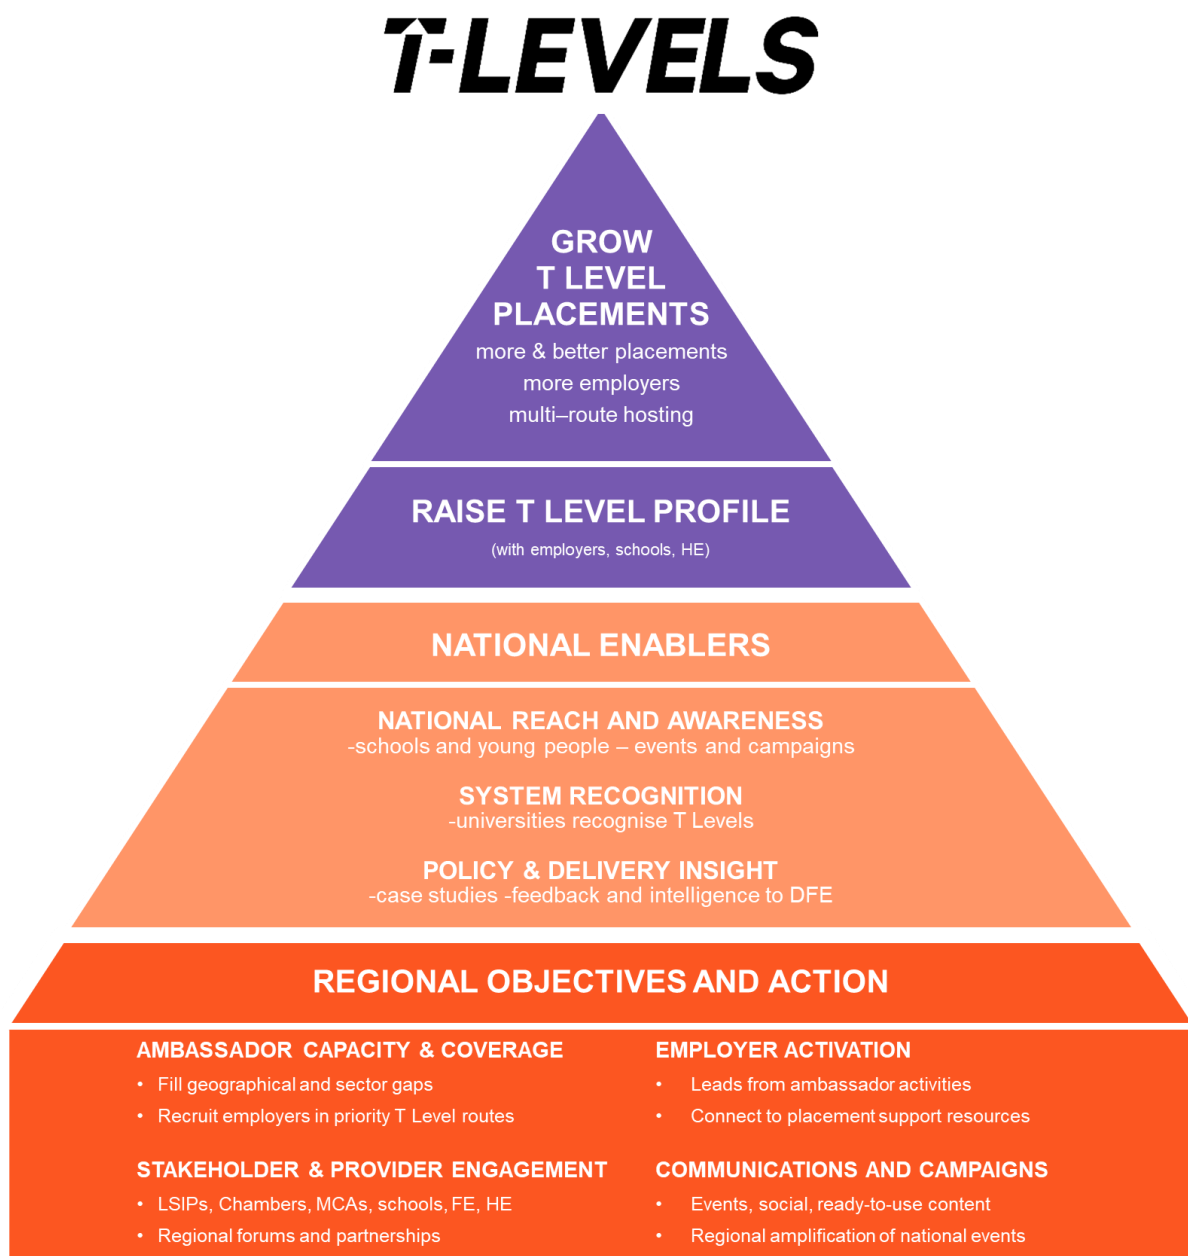 T-LEVELS
GROW
T LEVEL
PLACEMENTS
more & better placements
more employers
multi–route hosting
RAISE T LEVEL PROFILE
(with employers, schools, HE)
NATIONAL ENABLERS
NATIONAL REACH AND AWARENESS
-schools and young people – events and campaigns
SYSTEM RECOGNITION
-universities recognise T Levels
POLICY & DELIVERY INSIGHT
-case studies -feedback and intelligence to DFE
REGIONAL OBJECTIVES AND ACTION
AMBASSADOR CAPACITY & COVERAGE
• Fill geographical and sector gaps
• Recruit employers in priority T Level routes
EMPLOYER ACTIVATION
• Leads from ambassador activities
• Connect to placement support resources
STAKEHOLDER & PROVIDER ENGAGEMENT
• LSIPs, Chambers, MCAs, schools, FE, HE
• Regional forums and partnerships
COMMUNICATIONS AND CAMPAIGNS
• Events, social, ready-to-use content
• Regional amplification of national events